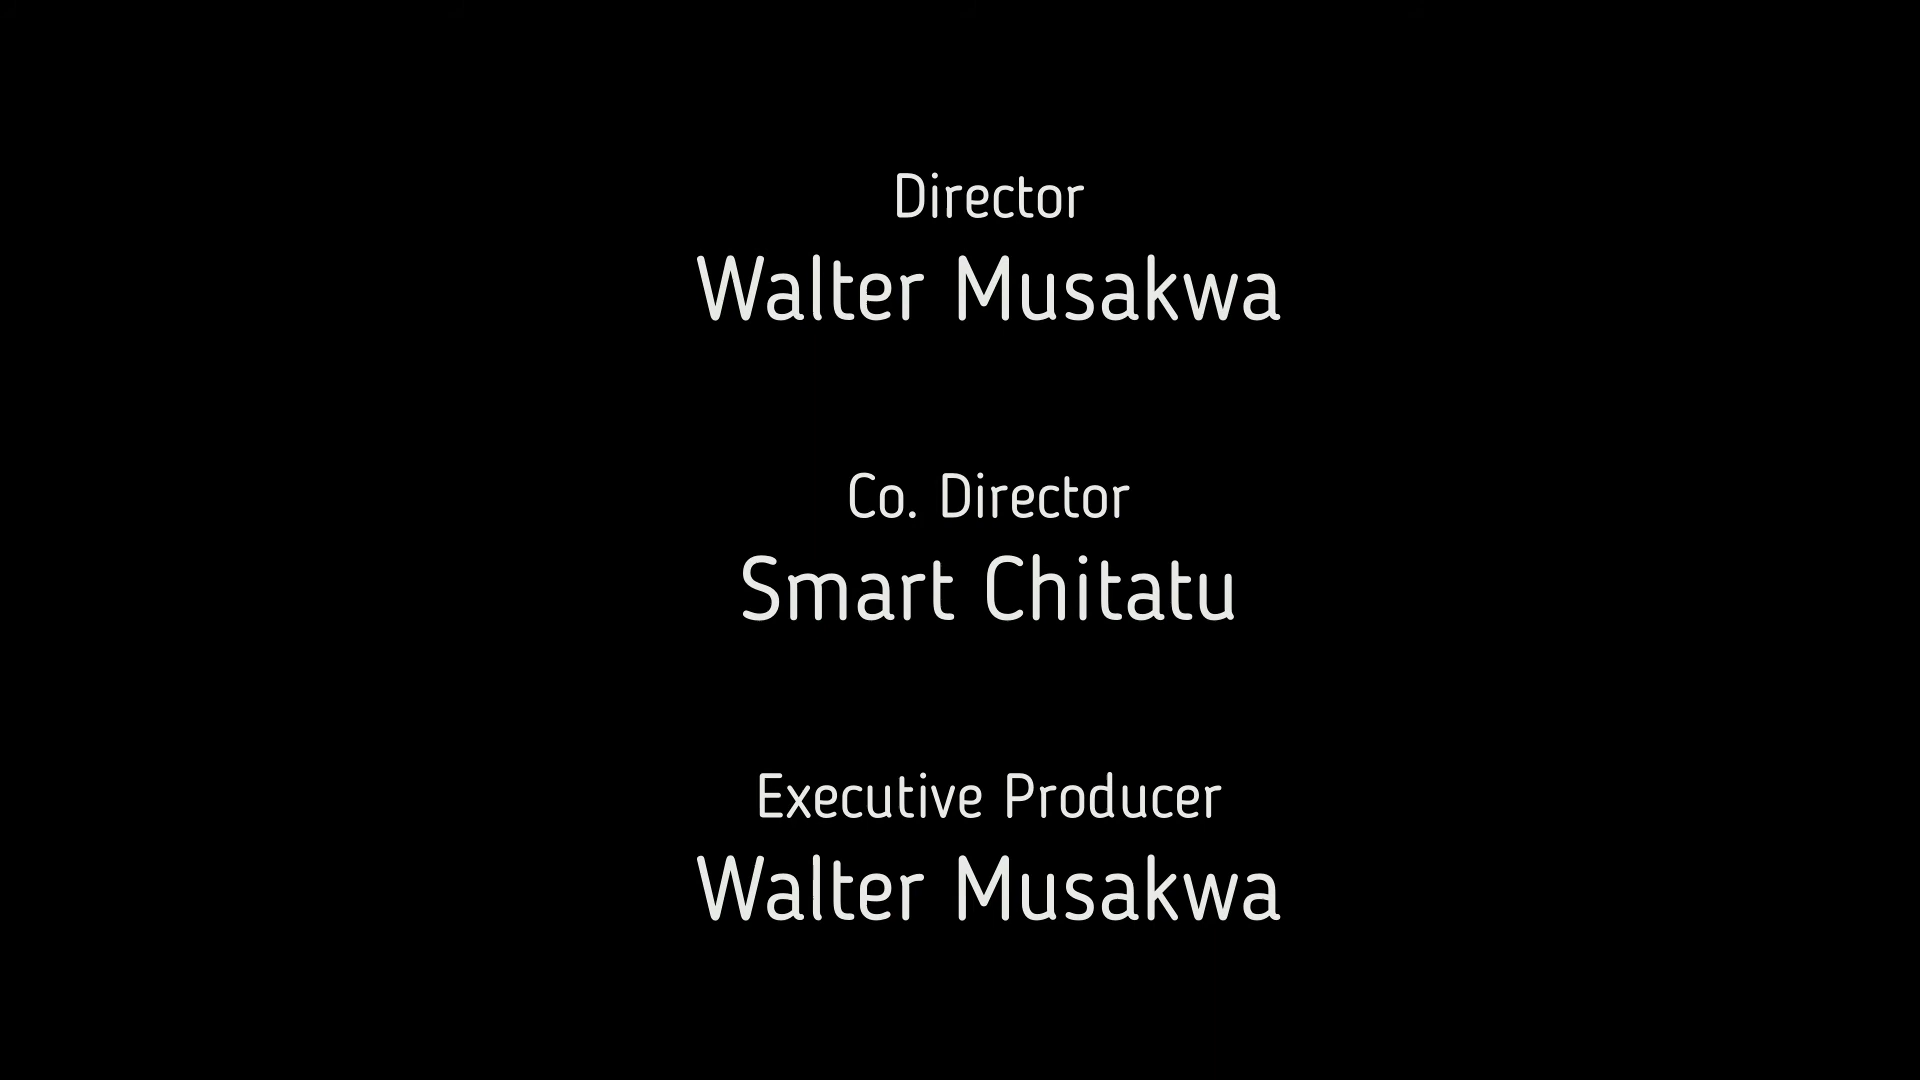 Director
Walter Musakwa
Co. Director
Smart Chitatu
Executive Producer
Walter Musakwa